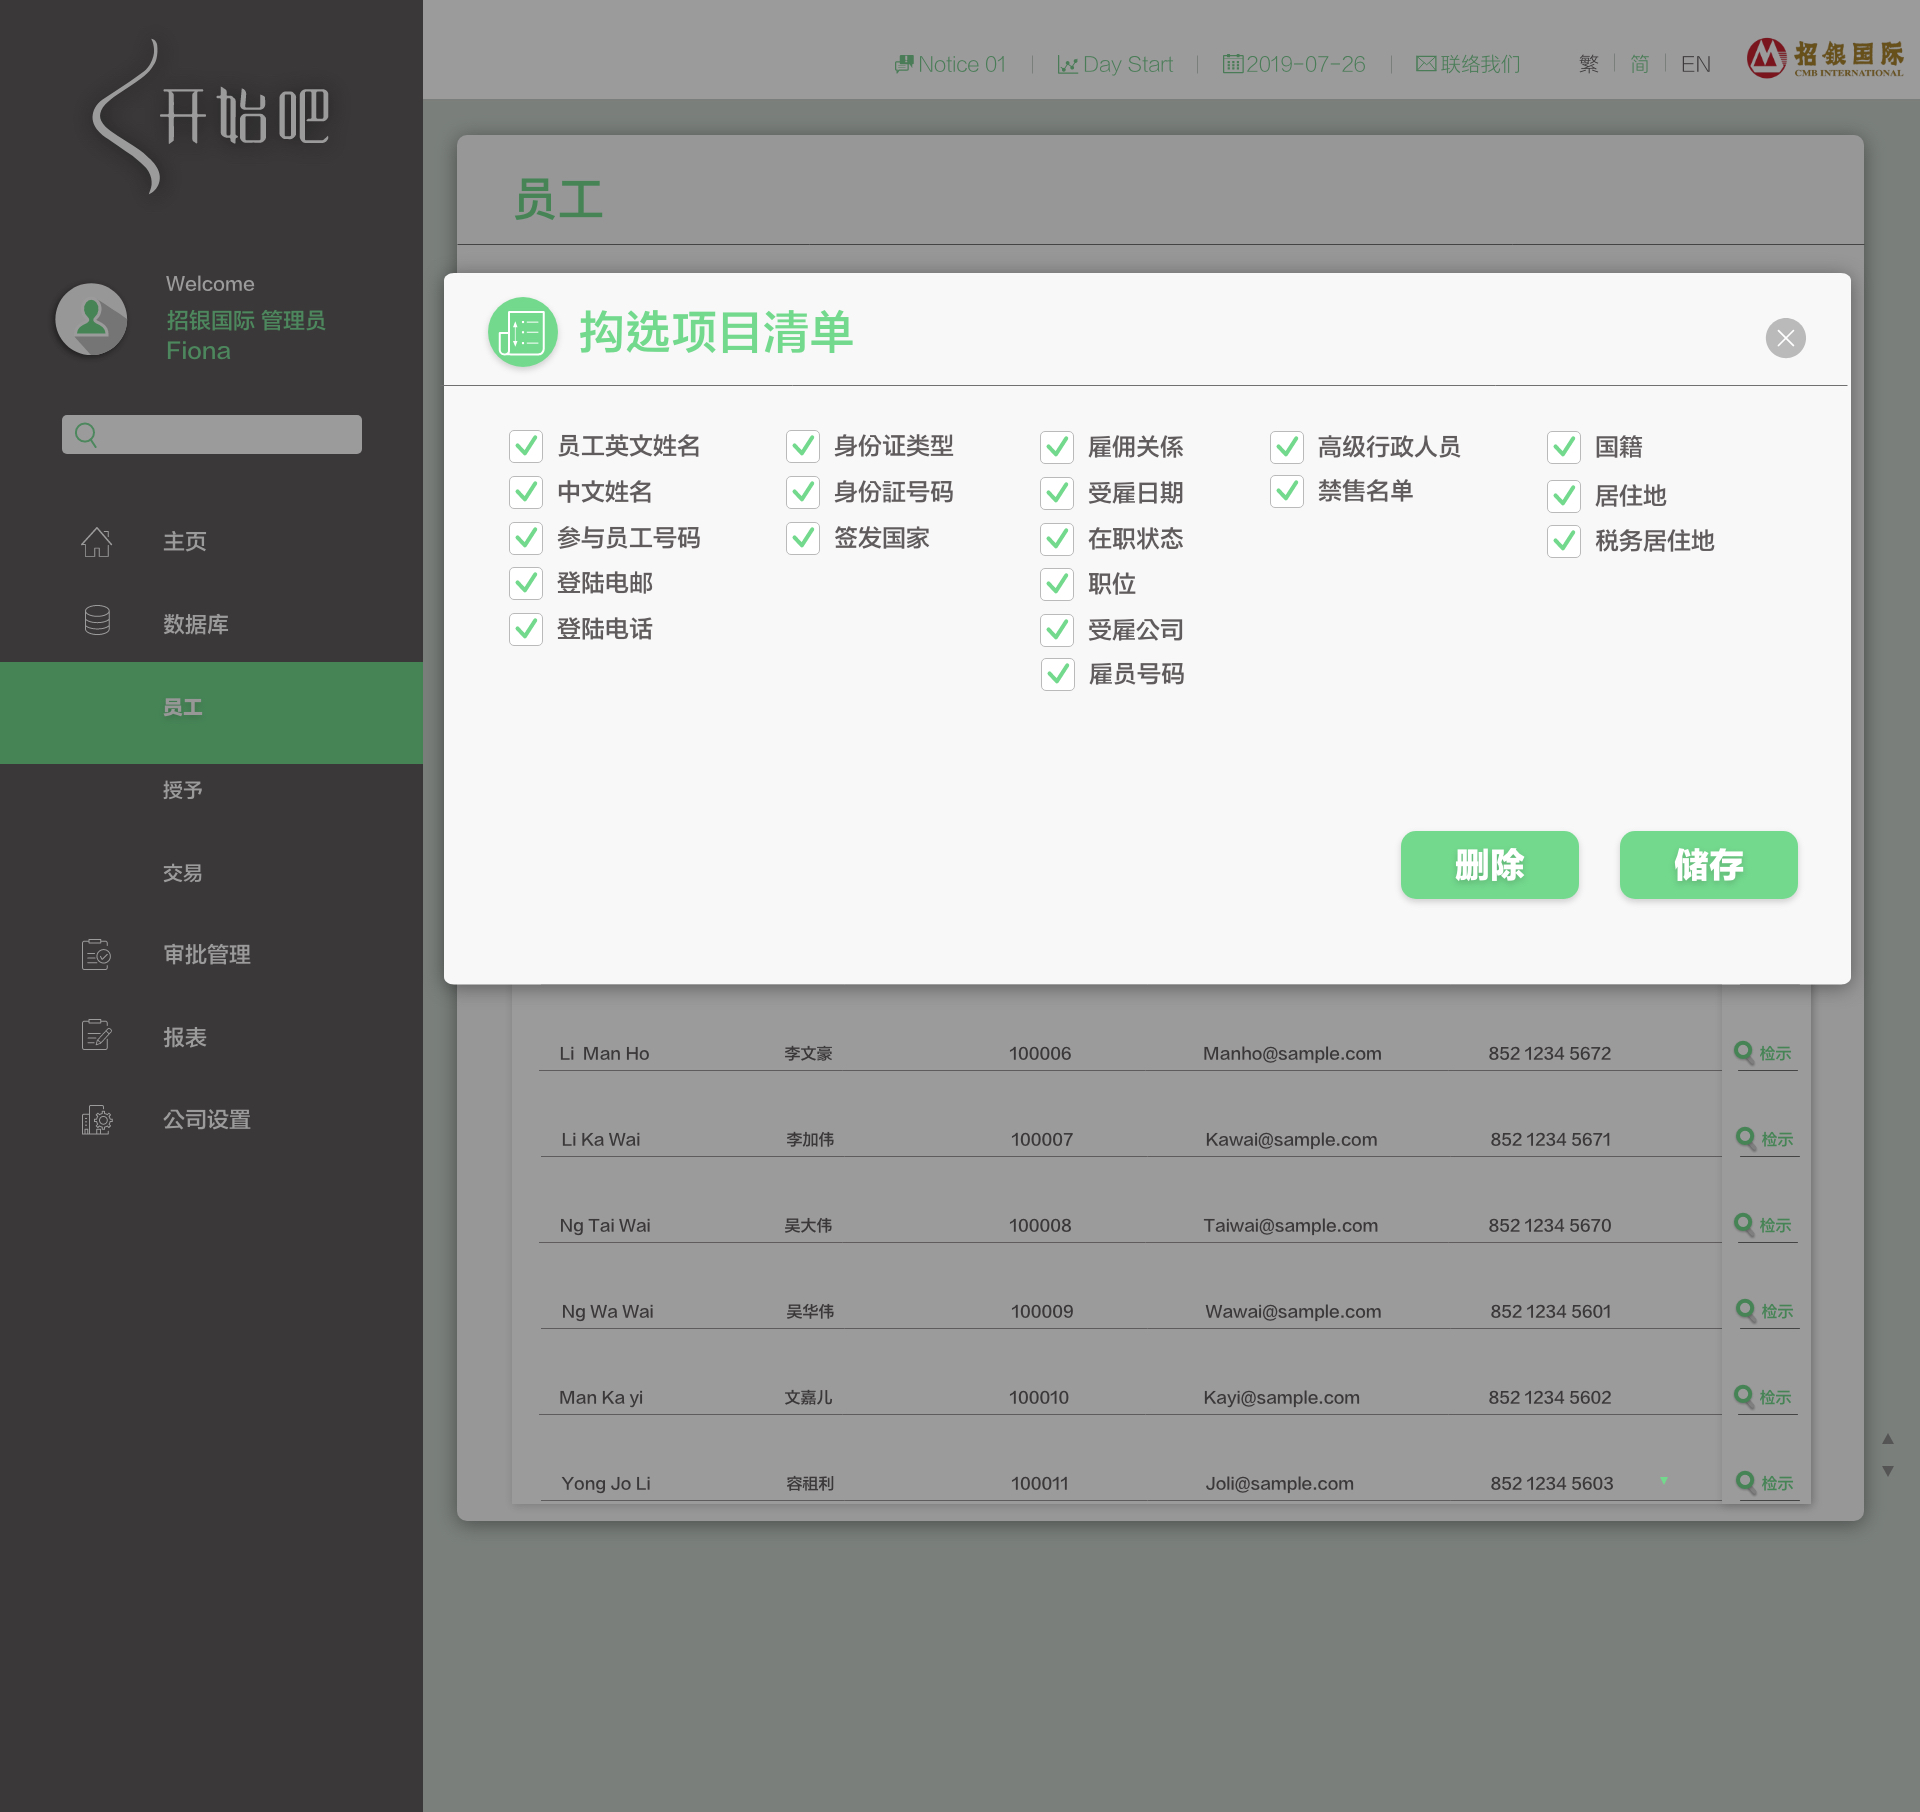 开始吧
Notice 01
Day Start
2019-07-26
联络我们
繁
简
EN
招银国际
CMB INTERNATIONAL
Welcome
招银国际 管理员
Fiona
主页
数据库
员工
授予
交易
审批管理
报表
公司设置
员工
抅选项目清单
员工英文姓名
中文姓名
参与员工号码
登陆电邮
登陆电话
身份证类型
身份証号码
签发国家
雇佣关係
受雇日期
在职状态
职位
受雇公司
雇员号码
高级行政人员
禁售名单
国籍
居住地
税务居住地
删除
储存
Li Man Ho 李文豪 100006 Manho@sample.com 852 1234 5672 检示
Li Ka Wai 李加伟 100007 Kawai@sample.com 852 1234 5671 检示
Ng Tai Wai 吴大伟 100008 Taiwai@sample.com 852 1234 5670 检示
Ng Wa Wai 吴华伟 100009 Wawai@sample.com 852 1234 5601 检示
Man Ka yi 文嘉儿 100010 Kayi@sample.com 852 1234 5602 检示
Yong Jo Li 容祖利 100011 Joli@sample.com 852 1234 5603 检示